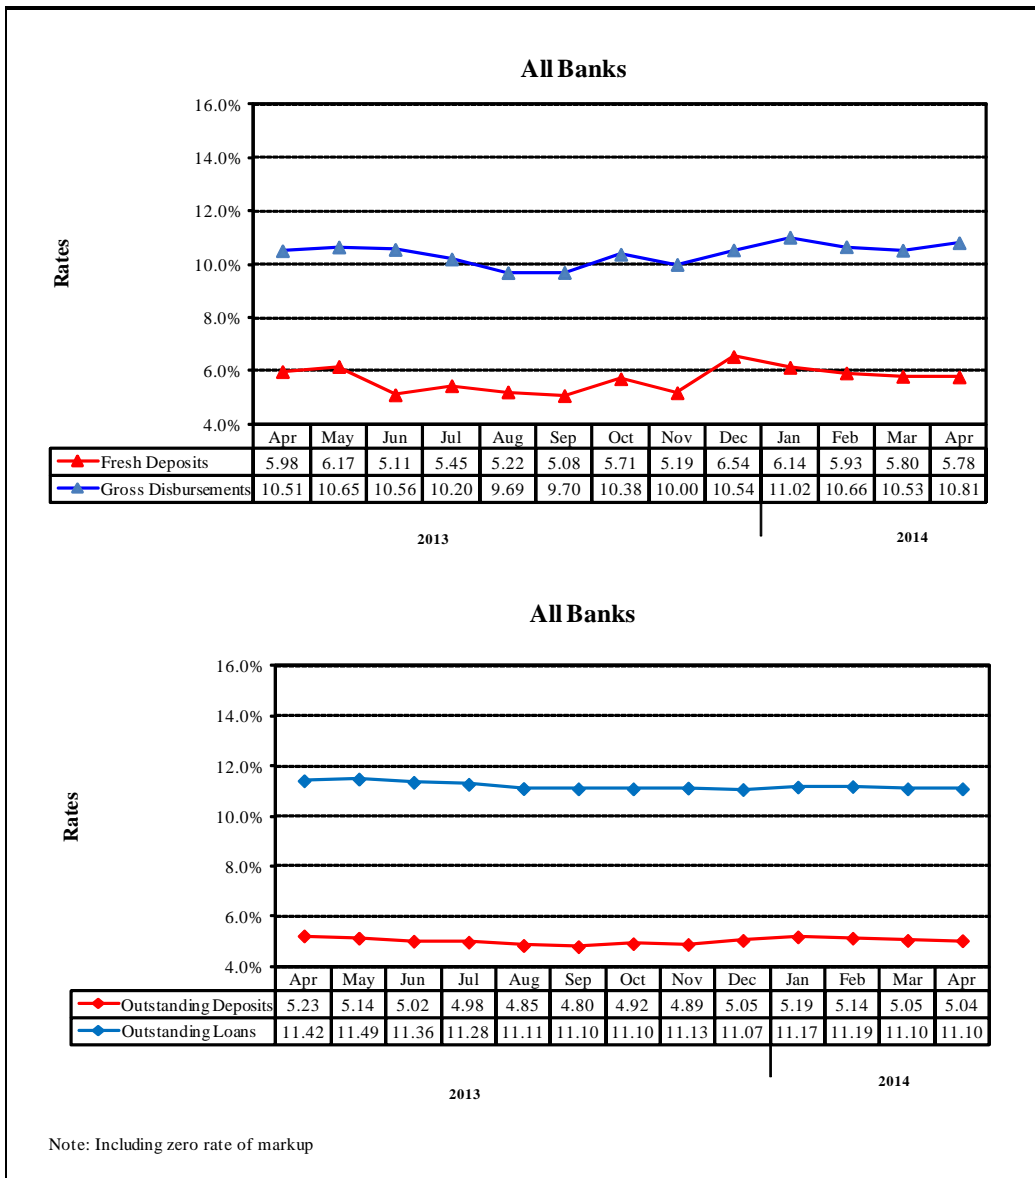 All Banks
16.0%
14.0%
12.0%
10.0%
8.0%
6.0%
4.0%
Rates
Apr May Jun Jul Aug Sep Oct Nov Dec Jan Feb Mar Apr
Fresh Deposits 5.98 6.17 5.11 5.45 5.22 5.08 5.71 5.19 6.54 6.14 5.93 5.80 5.78
Gross Disbursements 10.51 10.65 10.56 10.20 9.69 9.70 10.38 10.00 10.54 11.02 10.66 10.53 10.81
2013 2014
All Banks
16.0%
14.0%
12.0%
10.0%
8.0%
6.0%
4.0%
Rates
Apr May Jun Jul Aug Sep Oct Nov Dec Jan Feb Mar Apr
Outstanding Deposits 5.23 5.14 5.02 4.98 4.85 4.80 4.92 4.89 5.05 5.19 5.14 5.05 5.04
Outstanding Loans 11.42 11.49 11.36 11.28 11.11 11.10 11.10 11.13 11.07 11.17 11.19 11.10 11.10
2013 2014
Note: Including zero rate of markup